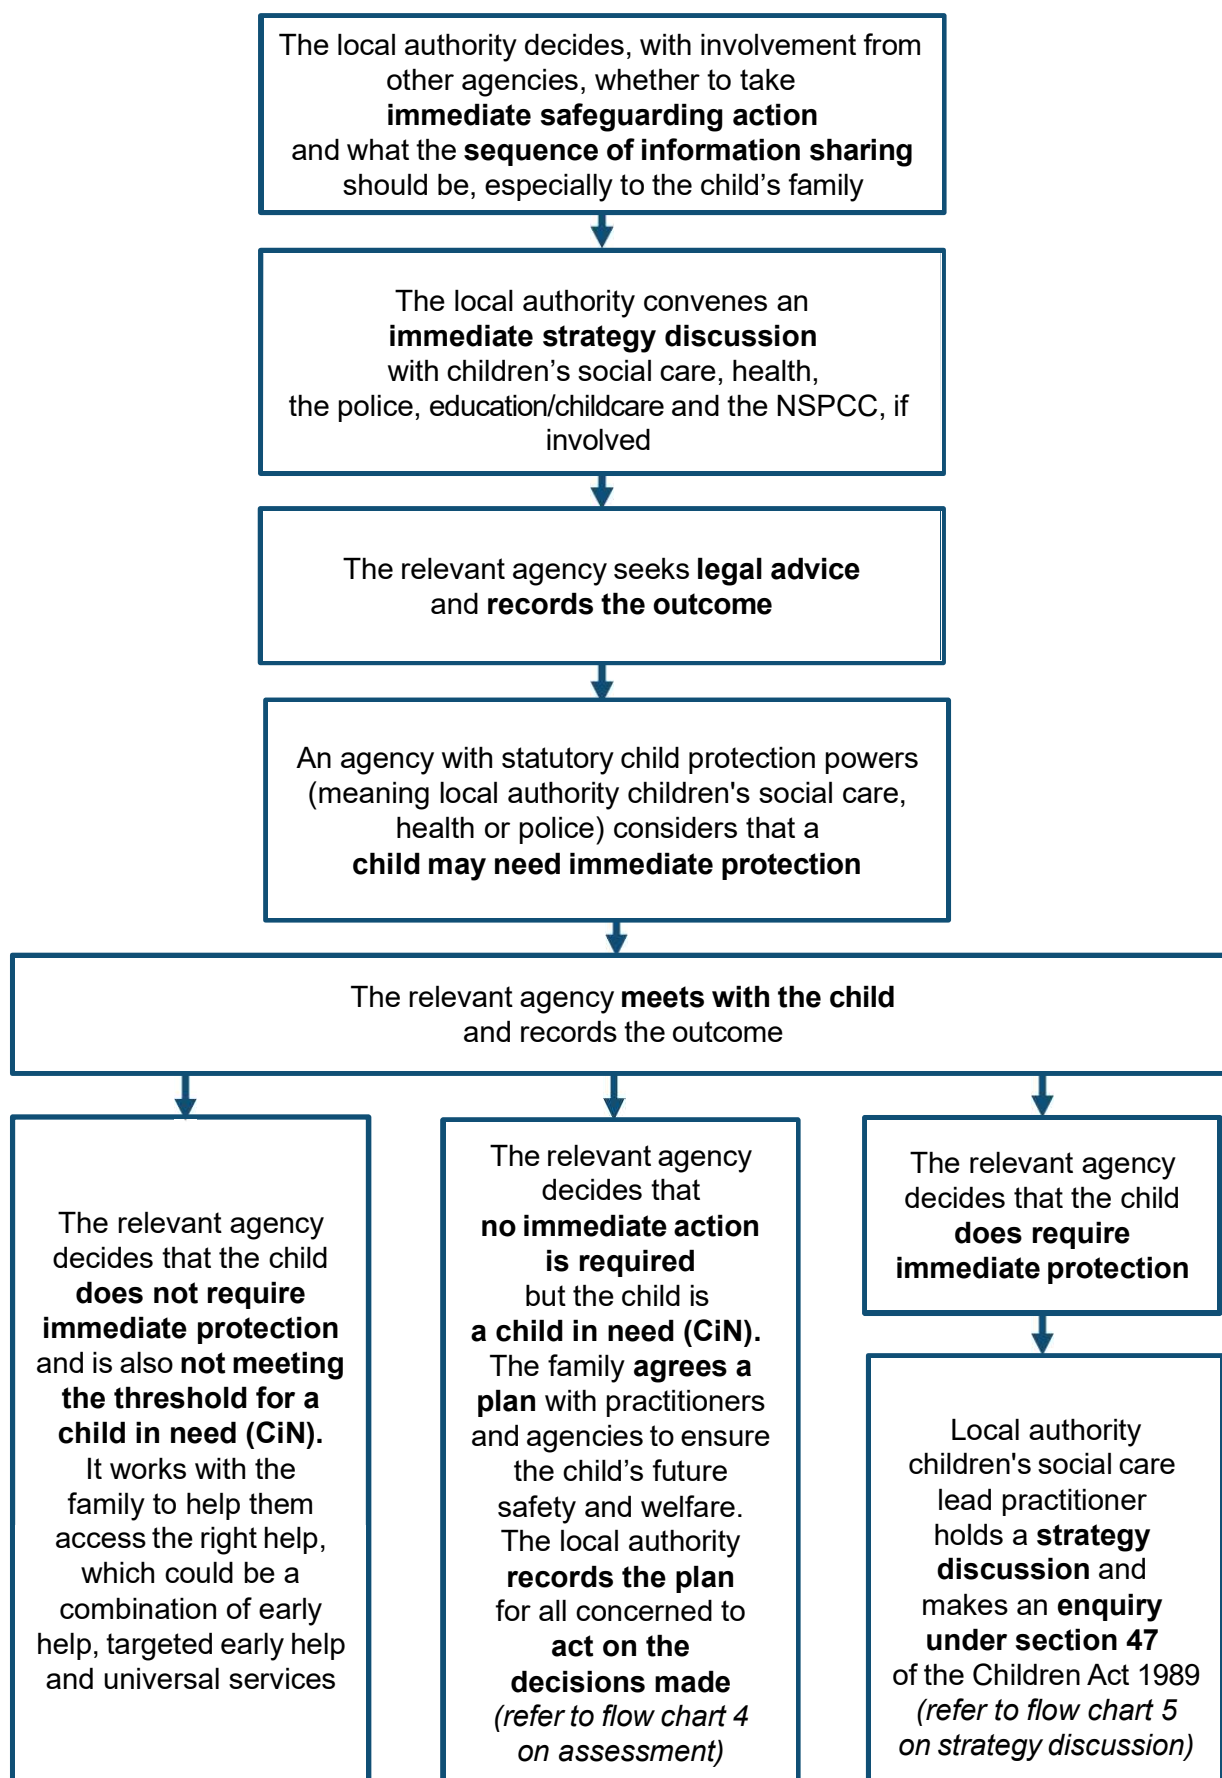 The local authority decides, with involvement from
other agencies, whether to take
immediate safeguarding action
and what the sequence of information sharing
should be, especially to the child’s family
The local authority convenes an
immediate strategy discussion
with children’s social care, health,
the police, education/childcare and the NSPCC, if
involved
The relevant agency seeks legal advice
and records the outcome
An agency with statutory child protection powers
(meaning local authority children's social care,
health or police) considers that a
child may need immediate protection
The relevant agency meets with the child
and records the outcome
The relevant agency
decides that the child
does not require
immediate protection
and is also not meeting
the threshold for a
child in need (CiN).
It works with the
family to help them
access the right help,
which could be a
combination of early
help, targeted early help
and universal services
The relevant agency
decides that
no immediate action
is required
but the child is
a child in need (CiN).
The family agrees a
plan with practitioners
and agencies to ensure
the child’s future
safety and welfare.
The local authority
records the plan
for all concerned to
act on the
decisions made
(refer to flow chart 4
on assessment)
The relevant agency
decides that the child
does require
immediate protection
Local authority
children's social care
lead practitioner
holds a strategy
discussion and
makes an enquiry
under section 47
of the Children Act 1989
(refer to flow chart 5
on strategy discussion)